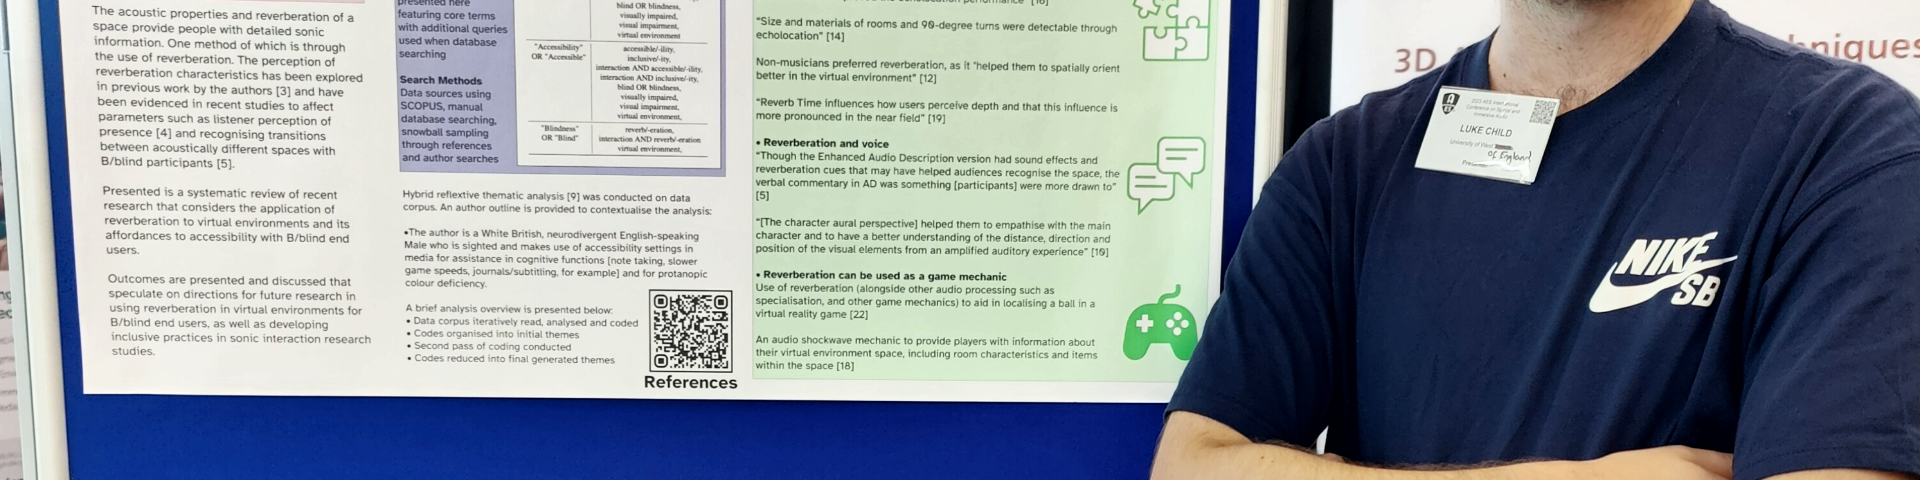 The acoustic properties and reverberation of a
space provide people with detailed sonic
information. One method of which is through
the use of reverberation. The perception of
reverberation characteristics has been explored
in previous work by the authors [3] and have
been evidenced in recent studies to affect
parameters such as listener perception of
presence [4] and recognising transitions
between acoustically different spaces with
B/blind participants [5].
Presented is a systematic review of recent
research that considers the application of
reverberation to virtual environments and its
affordances to accessibility with B/blind end
users.
Outcomes are presented and discussed that
speculate on directions for future research in
using reverberation in virtual environments for
B/blind end users, as well as developing
inclusive practices in sonic interaction research
studies.
presented here
featuring core terms
with additional queries
used when database
searching
Search Methods
Data sources using
SCOPUS, manual
database searching,
snowball sampling
through references
and author searches
blind OR blindness,
visually impaired,
visual impairment,
virtual environment
"Accessibility"
OR "Accessible"
accessible/-ility,
inclusive/-ity,
interaction AND accessible/-ility,
interaction AND inclusive/-ity,
blind OR blindness,
visually impaired,
visual impairment,
virtual environment,
"Blindness"
OR "Blind"
reverb/-eration,
interaction AND reverb/-eration
virtual environment,
Hybrid reflextive thematic analysis [9] was conducted on data
corpus. An author outline is provided to contextualise the analysis:
•The author is a White British, neurodivergent English-speaking
Male who is sighted and makes use of accessibility settings in
media for assistance in cognitive functions [note taking, slower
game speeds, journals/subtitling, for example] and for protanopic
colour deficiency.
A brief analysis overview is presented below:
• Data corpus iteratively read, analysed and coded
• Codes organised into initial themes
• Second pass of coding conducted
• Codes reduced into final generated themes
References
"Size and materials of rooms and 90-degree turns were detectable through
echolocation" [14]
Non-musicians preferred reverberation, as it "helped them to spatially orient
better in the virtual environment" [12]
"Reverb Time influences how users perceive depth and that this influence is
more pronounced in the near field" [19]
• Reverberation and voice
"Though the Enhanced Audio Description version had sound effects and
reverberation cues that may have helped audiences recognise the space, the
verbal commentary in AD was something [participants] were more drawn to"
[5]
"[The character aural perspective] helped them to empathise with the main
character and to have a better understanding of the distance, direction and
position of the visual elements from an amplified auditory experience" [10]
• Reverberation can be used as a game mechanic
Use of reverberation (alongside other audio processing such as
specialisation, and other game mechanics) to aid in localising a ball in a
virtual reality game [22]
An audio shockwave mechanic to provide players with information about
their virtual environment space, including room characteristics and items
within the space [18]
3D
LUKE CHILD
University of West
of England
NIKE
SB